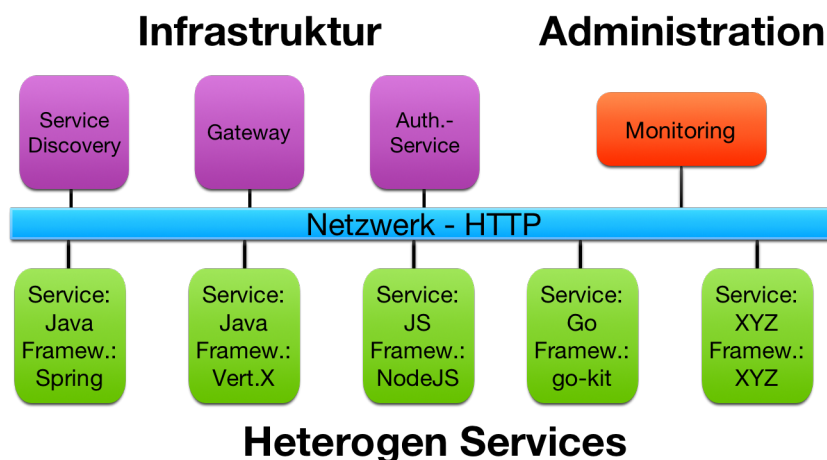 Infrastruktur
Administration
Service
Discovery
Gateway
Auth.-
Service
Monitoring
Netzwerk - HTTP
Service:
Java
Framew.:
Spring
Service:
Java
Framew.:
Vert.X
Service:
JS
Framew.:
NodeJS
Service:
Go
Framew.:
go-kit
Service:
XYZ
Framew.:
XYZ
Heterogen Services